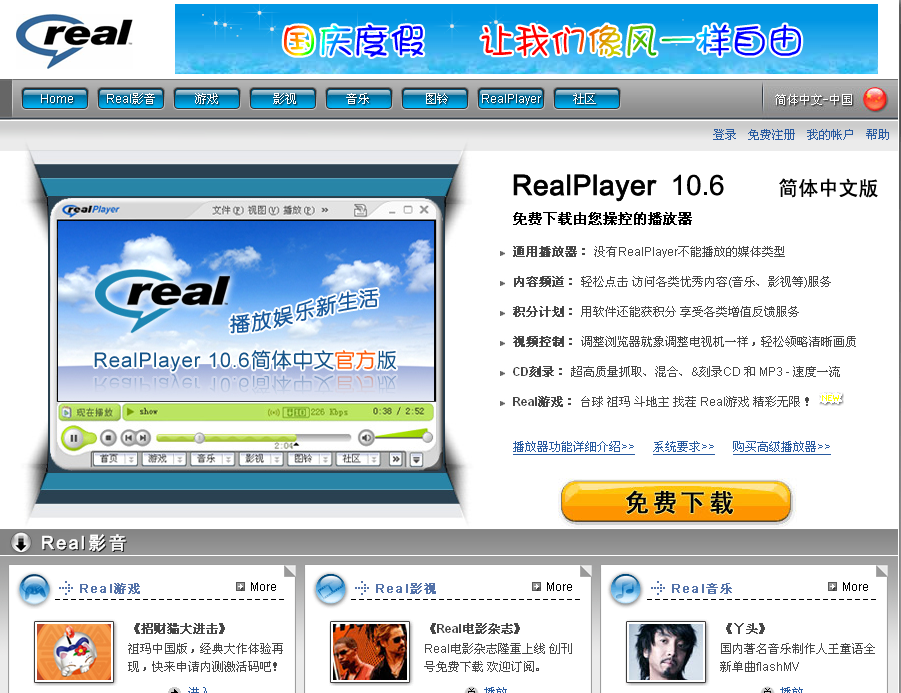 real
国庆度假 让我们像风一样自由
Home Real影音 游戏 影视 音乐 图铃 RealPlayer 社区 简体中文-中国
登录 免费注册 我的帐户 帮助
RealPlayer 10.6 简体中文版
免费下载由您操控的播放器
通用播放器： 没有RealPlayer不能播放的媒体类型
内容频道： 轻松点击 访问各类优秀内容(音乐、影视等)服务
积分计划： 用软件还能获积分 享受各类增值反馈服务
视频控制： 调整浏览器就象调整电视机一样，轻松领略清晰画质
CD刻录： 超高质量抓取、混合、&刻录CD 和 MP3 - 速度一流
Real游戏： 台球 祖玛 斗地主 找茬 Real游戏 精彩无限！ NEW
播放器功能详细介绍>> 系统要求>> 购买高级播放器>>
免费下载
realPlayer 文件(F) 视图(V) 播放(P) »
real
播放娱乐新生活
RealPlayer 10.6简体中文官方版
现在播放 show 226 Kbps 0:38 / 2:52
2:04
首页 游戏 音乐 影视 图铃 社区 »
Real影音
Real游戏 More
《招财猫大进击》
祖玛中国版，经典大作体验再
现，快来申请内测激活码吧!
进入
Real影视 More
《Real电影杂志》
Real电影杂志隆重上线 创刊
号免费下载 欢迎订阅。
播放
Real音乐 More
《丫头》
国内著名音乐制作人王童语全
新单曲flashMV
播放